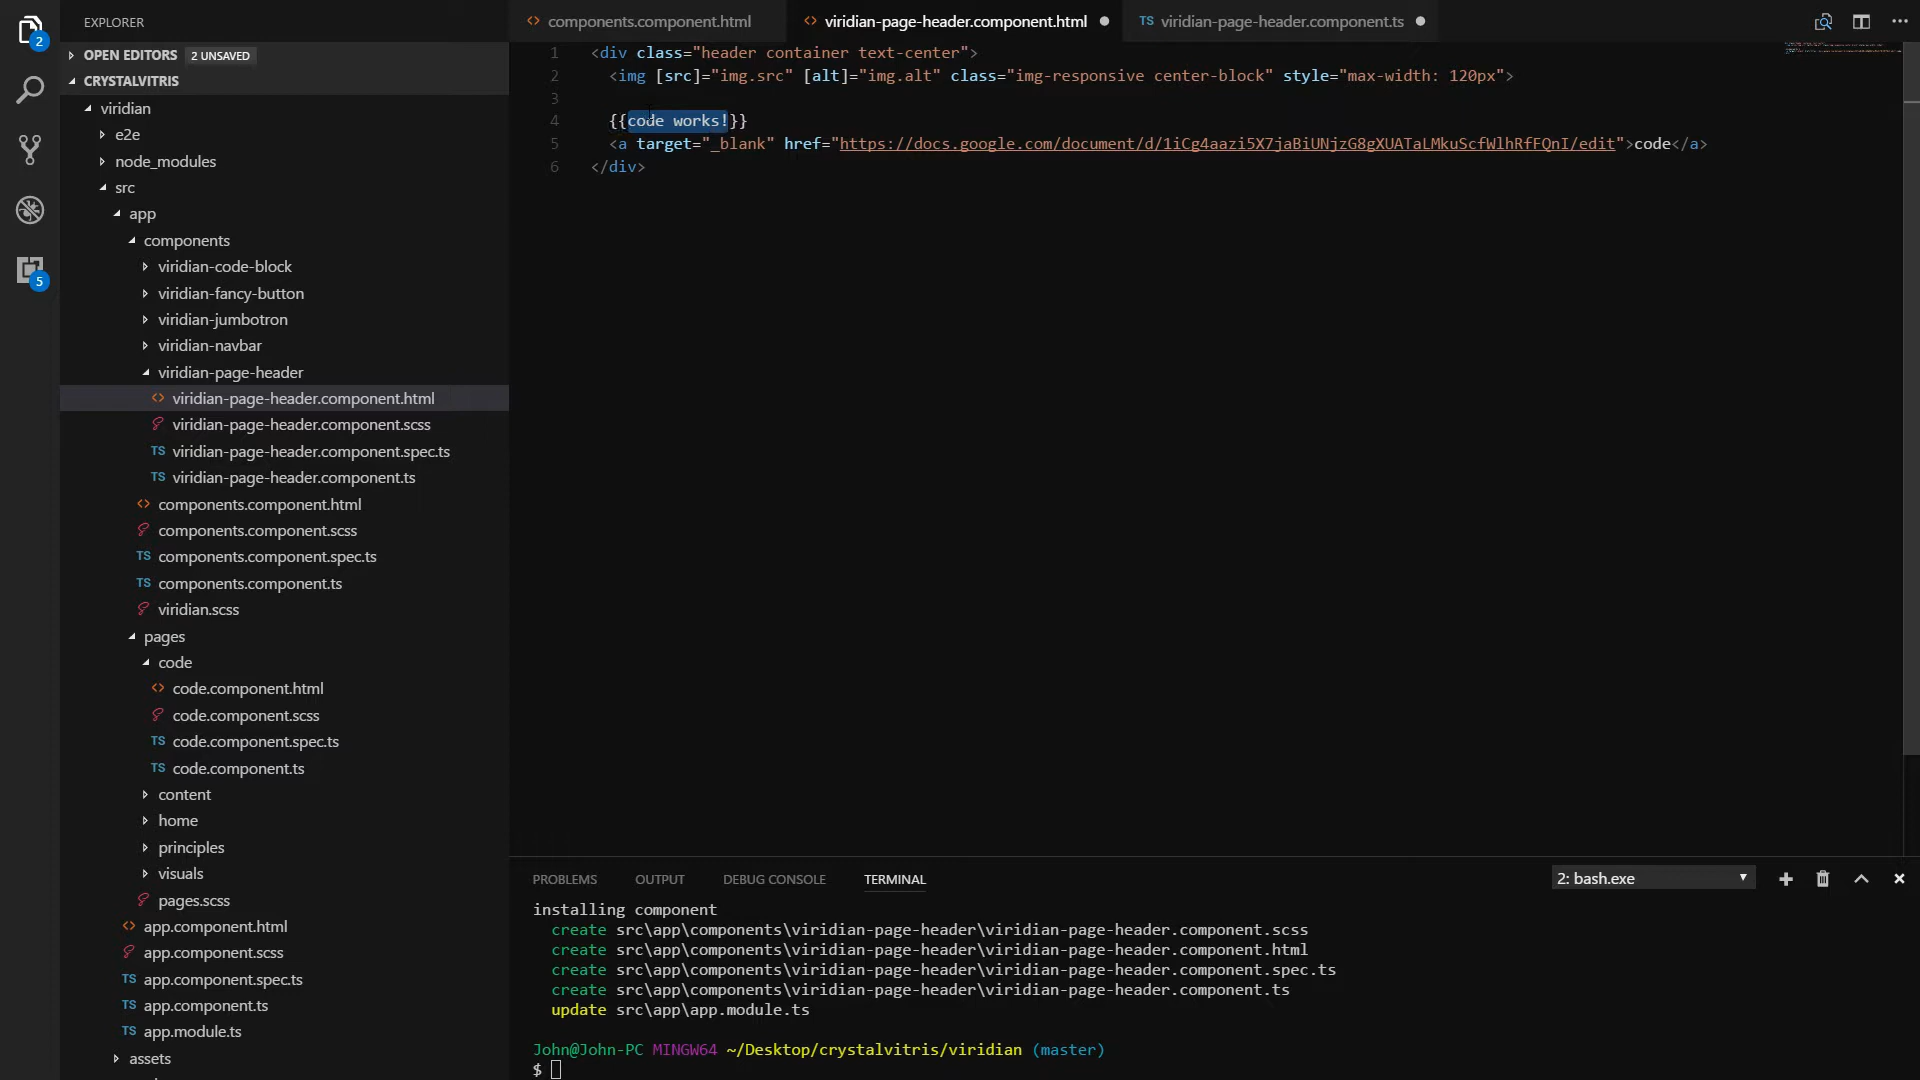 2
5
EXPLORER
OPEN EDITORS 2 UNSAVED
CRYSTALVITRIS
viridian
e2e
node_modules
src
app
components
viridian-code-block
viridian-fancy-button
viridian-jumbotron
viridian-navbar
viridian-page-header
viridian-page-header.component.html
viridian-page-header.component.scss
TS viridian-page-header.component.spec.ts
TS viridian-page-header.component.ts
components.component.html
components.component.scss
TS components.component.spec.ts
TS components.component.ts
viridian.scss
pages
code
code.component.html
code.component.scss
TS code.component.spec.ts
TS code.component.ts
content
home
principles
visuals
pages.scss
app.component.html
app.component.scss
TS app.component.spec.ts
TS app.component.ts
TS app.module.ts
assets
components.component.html
viridian-page-header.component.html
TS viridian-page-header.component.ts
1 <div class="header container text-center">
2 <img [src]="img.src" [alt]="img.alt" class="img-responsive center-block" style="max-width: 120px">
3
4 {{code works!}}
5 <a target="_blank" href="https://docs.google.com/document/d/1iCg4aazi5X7jaBiUNjzG8gXUATaLMkuScfWlhRfFQnI/edit">code</a>
6 </div>
PROBLEMS OUTPUT DEBUG CONSOLE TERMINAL 2: bash.exe
installing component
create src\app\components\viridian-page-header\viridian-page-header.component.scss
create src\app\components\viridian-page-header\viridian-page-header.component.html
create src\app\components\viridian-page-header\viridian-page-header.component.spec.ts
create src\app\components\viridian-page-header\viridian-page-header.component.ts
update src\app\app.module.ts
John@John-PC MINGW64 ~/Desktop/crystalvitris/viridian (master)
$